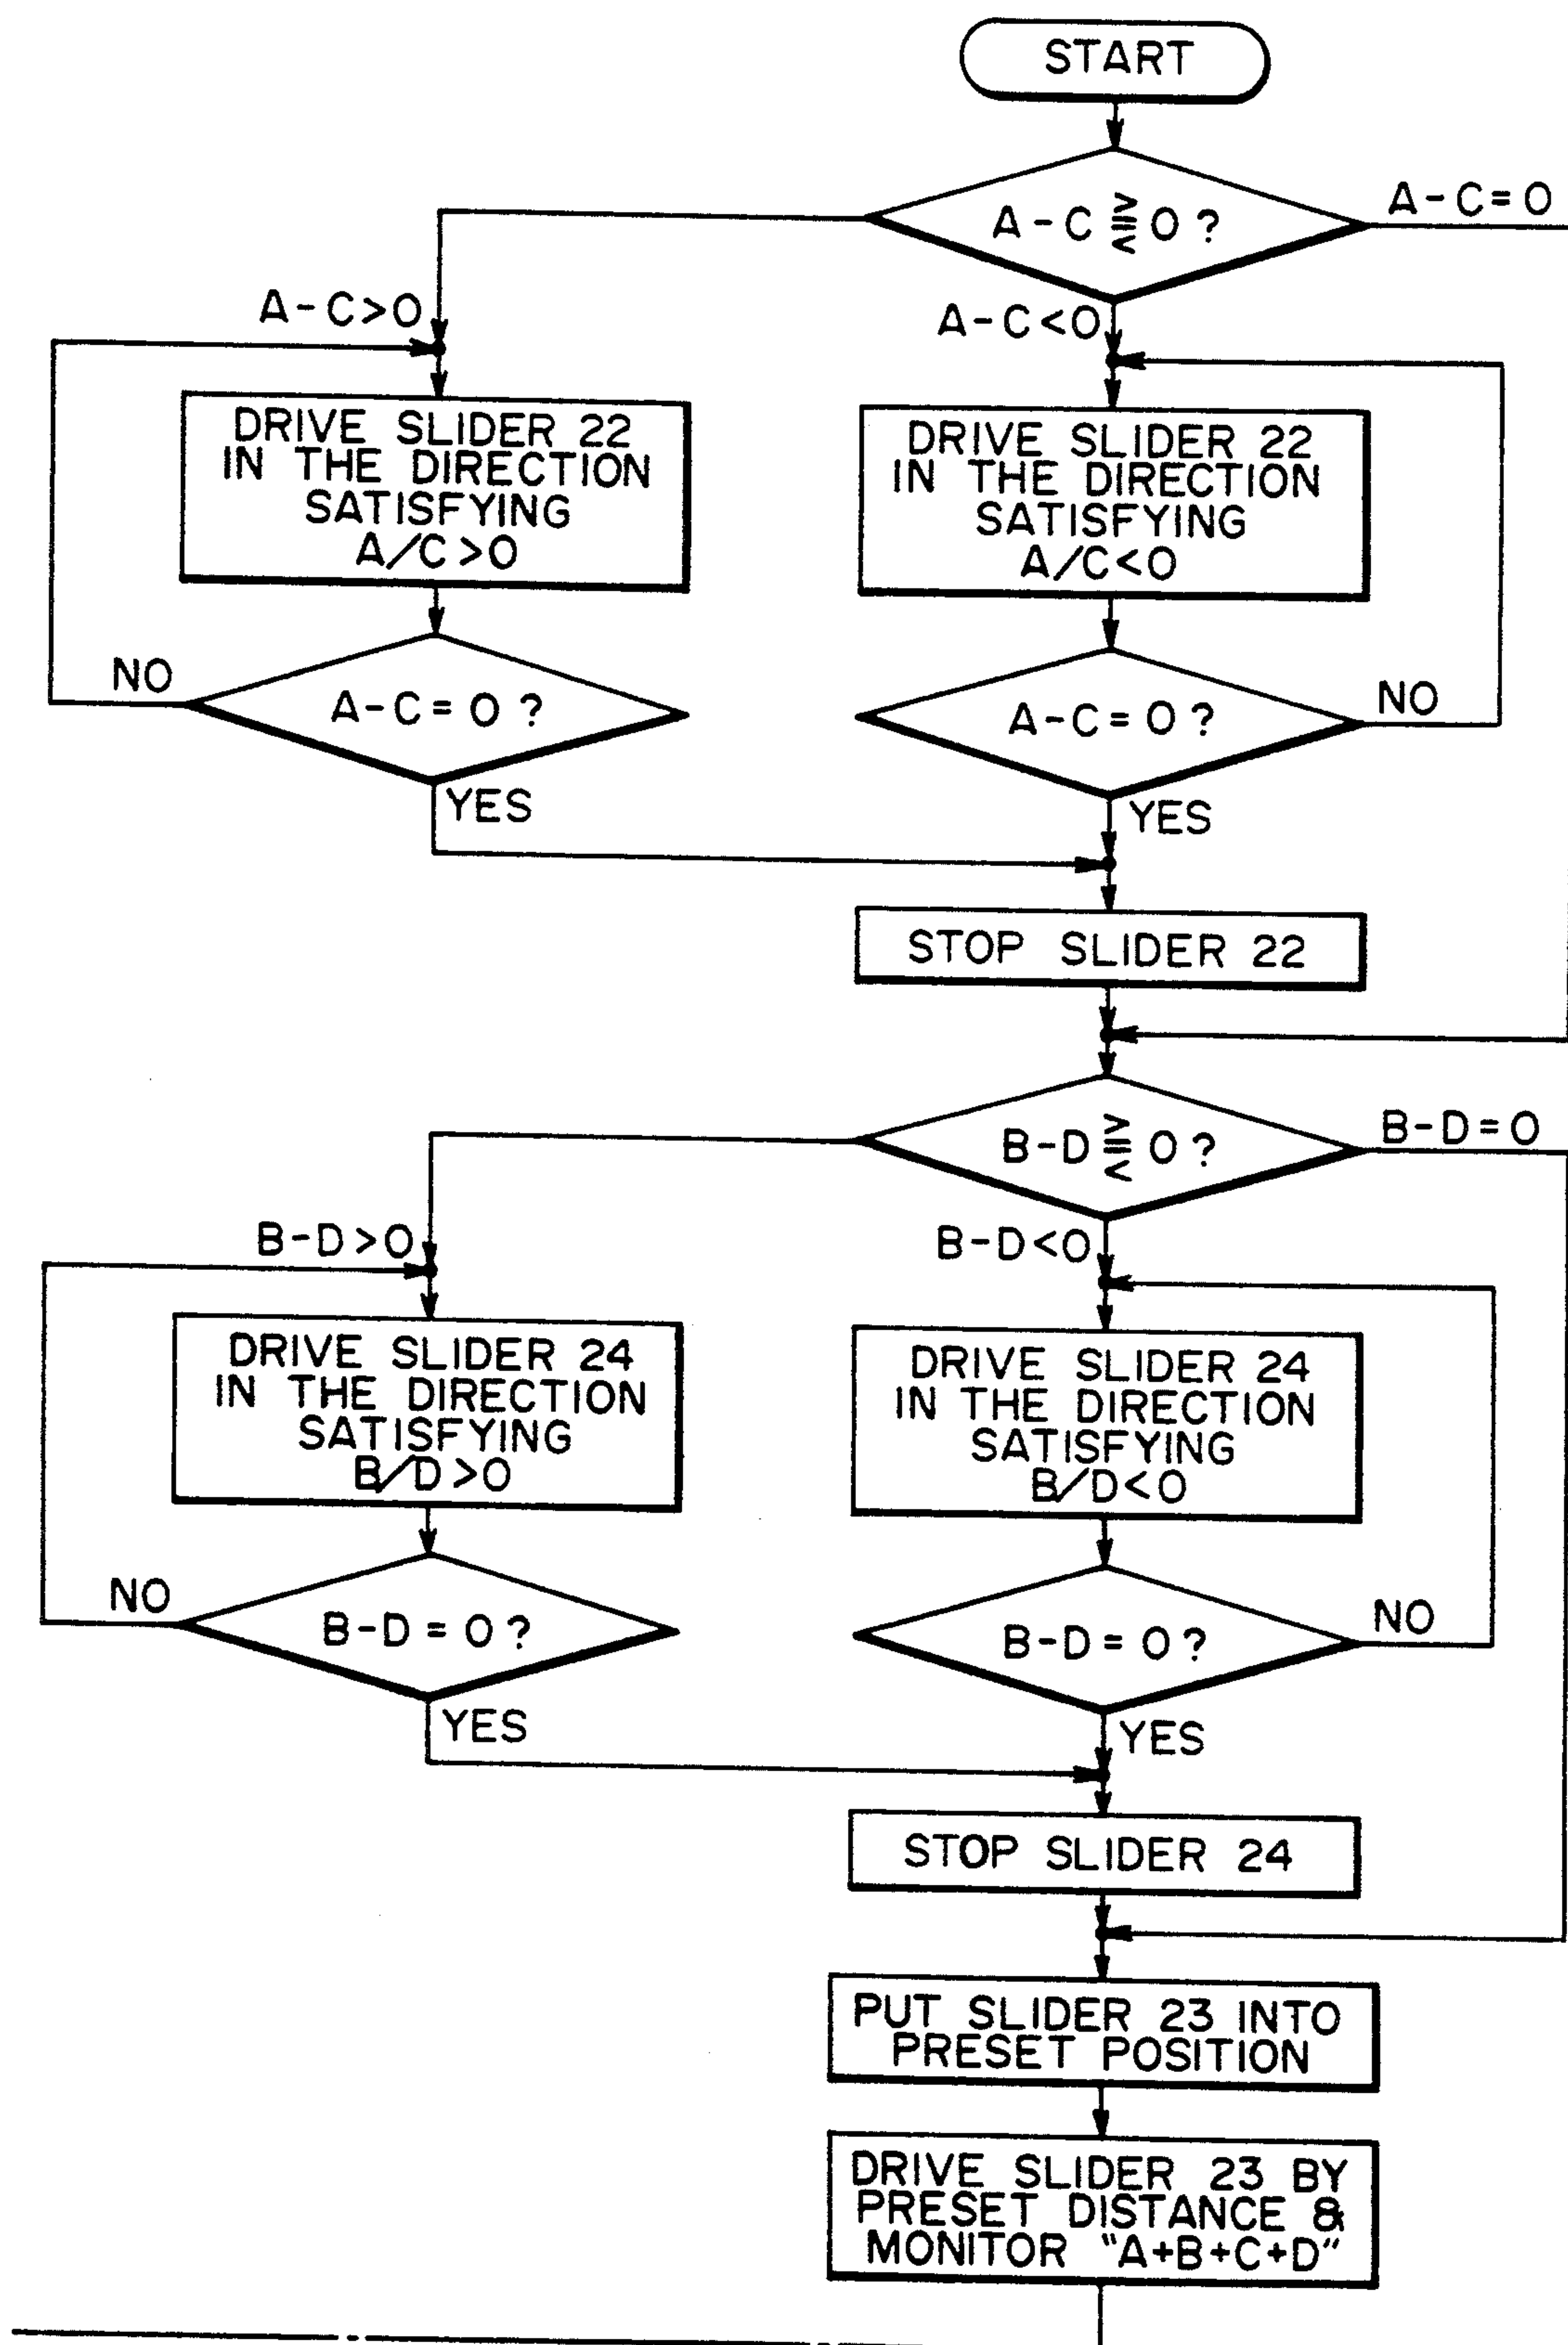 START
A-C≧<0?
A-C=0
A-C>0
A-C<0
DRIVE SLIDER 22
IN THE DIRECTION
SATISFYING
A/C>0
DRIVE SLIDER 22
IN THE DIRECTION
SATISFYING
A/C<0
NO
A-C=0?
A-C=0?
NO
YES
YES
STOP SLIDER 22
B-D≧<0?
B-D=0
B-D>0
B-D<0
DRIVE SLIDER 24
IN THE DIRECTION
SATISFYING
B/D>0
DRIVE SLIDER 24
IN THE DIRECTION
SATISFYING
B/D<0
NO
B-D=0?
B-D=0?
NO
YES
YES
STOP SLIDER 24
PUT SLIDER 23 INTO
PRESET POSITION
DRIVE SLIDER 23 BY
PRESET DISTANCE &
MONITOR "A+B+C+D"